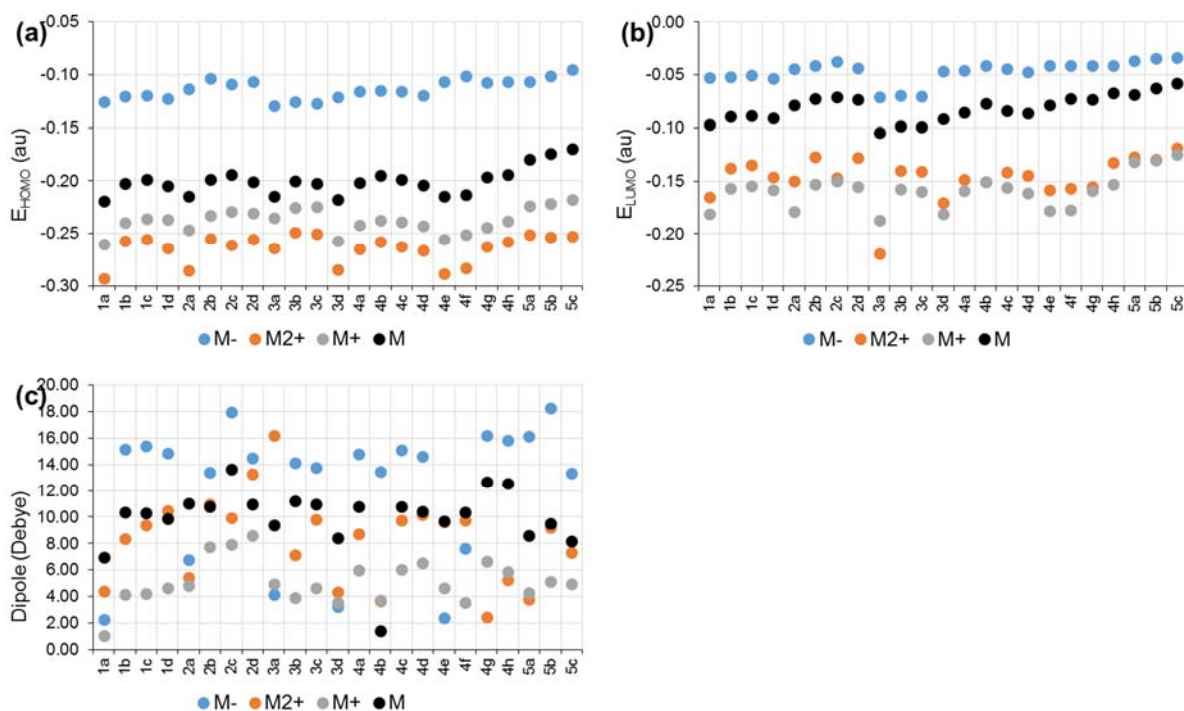 (a)
E_HOMO (au)
-0.05
-0.10
-0.15
-0.20
-0.25
-0.30
1a 1b 1c 1d 2a 2b 2c 2d 3a 3b 3c 3d 4a 4b 4c 4d 4e 4f 4g 4h 5a 5b 5c
M- M2+ M+ M
(b)
E_LUMO (au)
0.00
-0.05
-0.10
-0.15
-0.20
-0.25
1a 1b 1c 1d 2a 2b 2c 2d 3a 3b 3c 3d 4a 4b 4c 4d 4e 4f 4g 4h 5a 5b 5c
M- M2+ M+ M
(c)
Dipole (Debye)
20.00
18.00
16.00
14.00
12.00
10.00
8.00
6.00
4.00
2.00
0.00
1a 1b 1c 1d 2a 2b 2c 2d 3a 3b 3c 3d 4a 4b 4c 4d 4e 4f 4g 4h 5a 5b 5c
M- M2+ M+ M